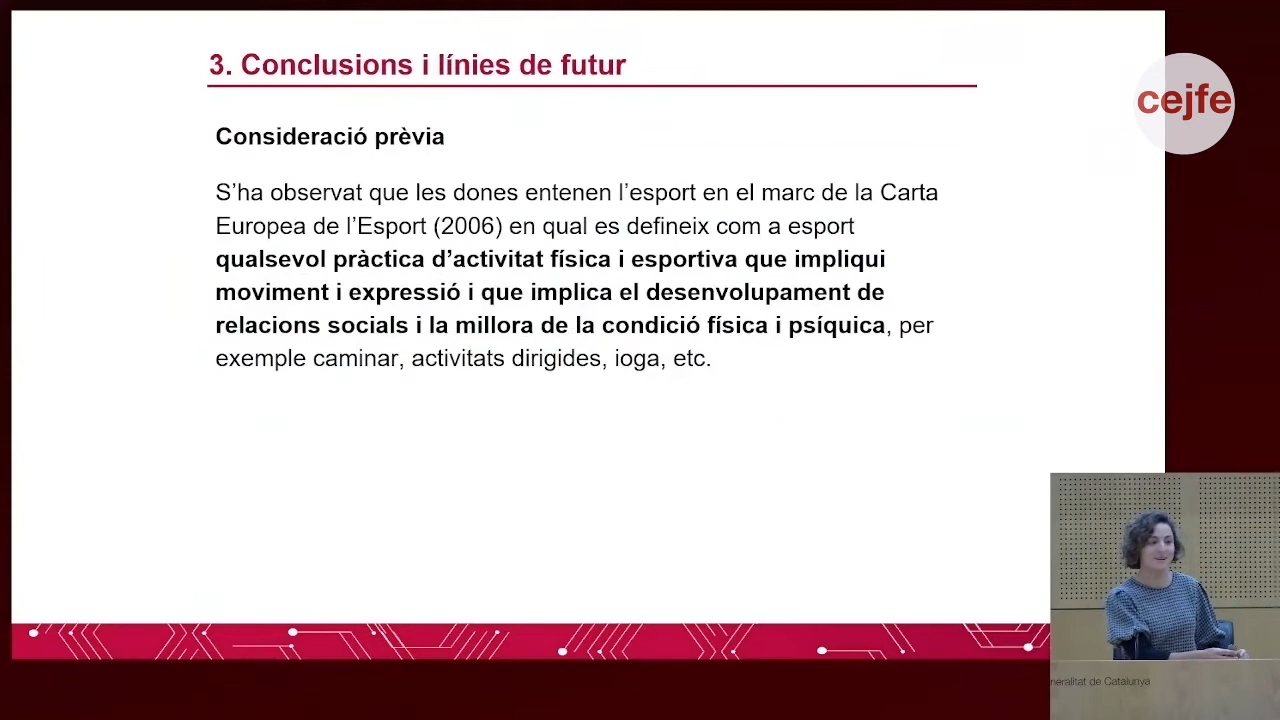 3. Conclusions i línies de futur
cejfe
Consideració prèvia
S’ha observat que les dones entenen l’esport en el marc de la Carta
Europea de l’Esport (2006) en qual es defineix com a esport
qualsevol pràctica d’activitat física i esportiva que impliqui
moviment i expressió i que implica el desenvolupament de
relacions socials i la millora de la condició física i psíquica, per
exemple caminar, activitats dirigides, ioga, etc.
neralitat de Catalunya